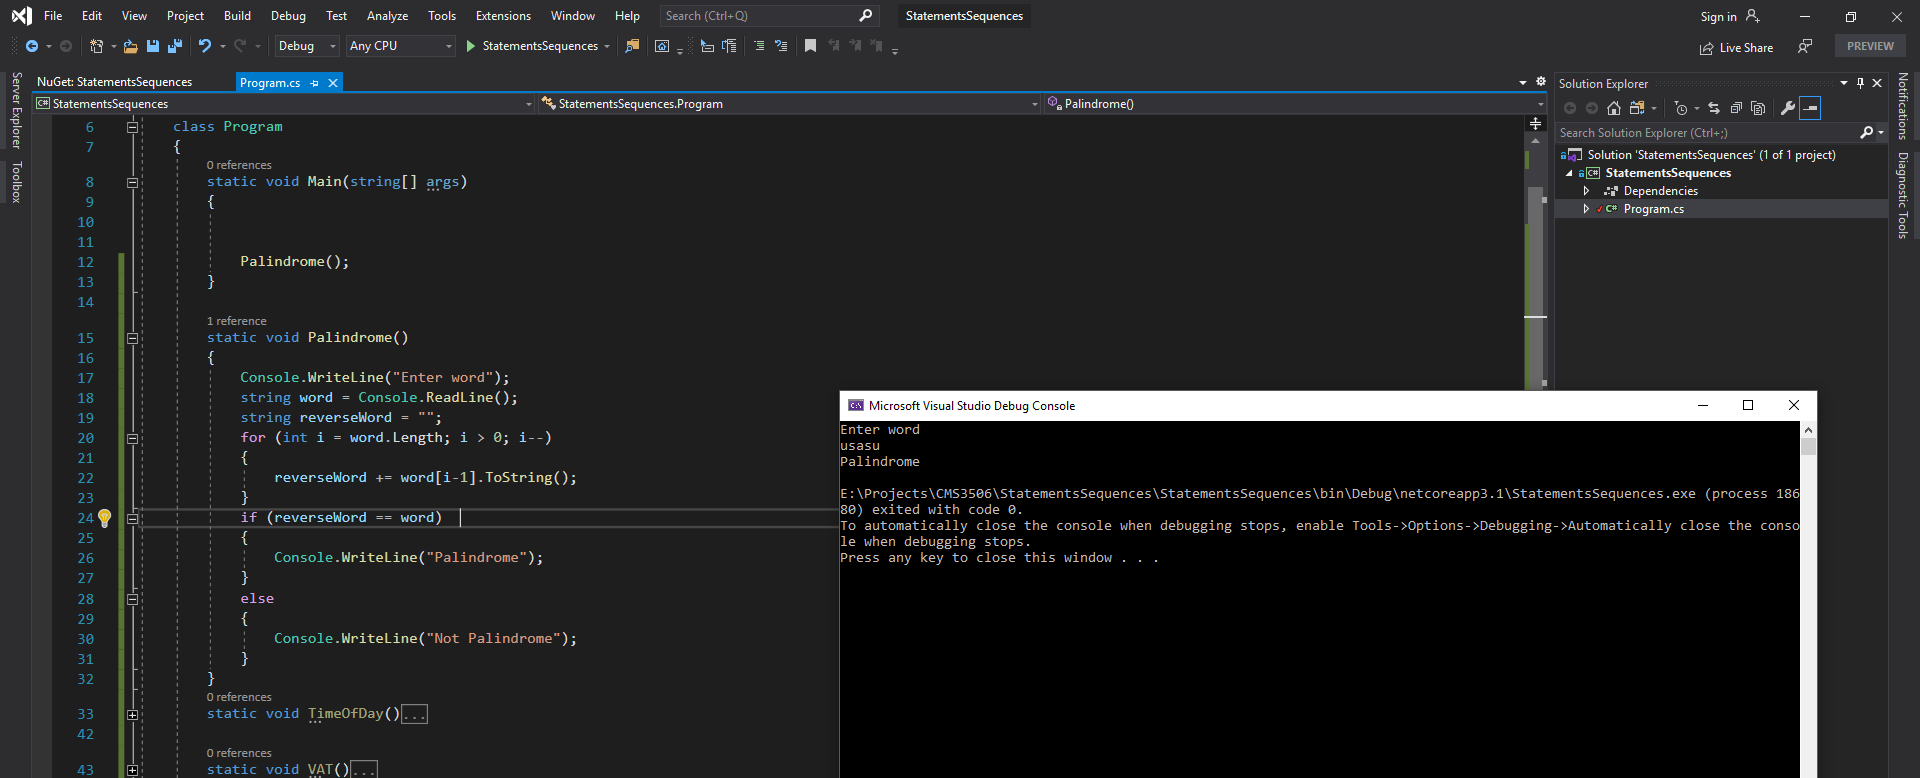 File Edit View Project Build Debug Test Analyze Tools Extensions Window Help Search (Ctrl+Q) StatementsSequences Sign in
Debug Any CPU StatementsSequences Live Share PREVIEW
Server Explorer
Toolbox
NuGet: StatementsSequences Program.cs
StatementsSequences StatementsSequences.Program Palindrome()
6 class Program
7 {
0 references
8 static void Main(string[] args)
9 {
10
11
12 Palindrome();
13 }
14
1 reference
15 static void Palindrome()
16 {
17 Console.WriteLine("Enter word");
18 string word = Console.ReadLine();
19 string reverseWord = "";
20 for (int i = word.Length; i > 0; i--)
21 {
22 reverseWord += word[i-1].ToString();
23 }
24 if (reverseWord == word)
25 {
26 Console.WriteLine("Palindrome");
27 }
28 else
29 {
30 Console.WriteLine("Not Palindrome");
31 }
32 }
0 references
33 static void TimeOfDay()...
42
0 references
43 static void VAT()...
Microsoft Visual Studio Debug Console
Enter word
usasu
Palindrome
E:\Projects\CMS3506\StatementsSequences\StatementsSequences\bin\Debug\netcoreapp3.1\StatementsSequences.exe (process 186
80) exited with code 0.
To automatically close the console when debugging stops, enable Tools->Options->Debugging->Automatically close the conso
le when debugging stops.
Press any key to close this window . . .
Solution Explorer
Search Solution Explorer (Ctrl+;)
Solution 'StatementsSequences' (1 of 1 project)
C# StatementsSequences
Dependencies
C# Program.cs
Notifications
Diagnostic Tools